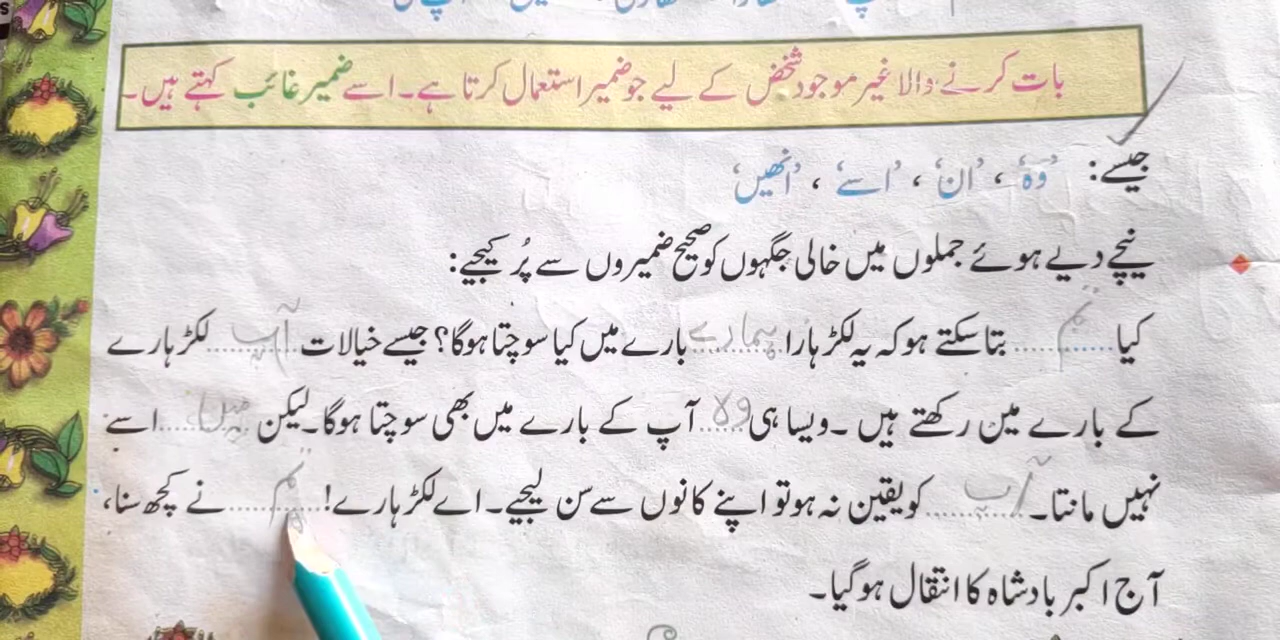 بات کرنے والا غیر موجود شخص کے لیے جو ضمیر استعمال کرتا ہے۔ اسے ضمیر غائب کہتے ہیں۔
جیسے: 'وہ'، 'ان'، 'اسے'، 'انھیں'
نیچے دیے ہوئے جملوں میں خالی جگہوں کو صحیح ضمیروں سے پُر کیجیے:
کیا تم بتا سکتے ہو کہ یہ لکڑہارا ہمارے بارے میں کیا سوچتا ہوگا؟ جیسے خیالات آپ لکڑہارے
کے بارے مین رکھتے ہیں۔ ویسا ہی وہ آپ کے بارے میں بھی سوچتا ہوگا۔ لیکن میں اسے
نہیں مانتا۔ آپ کو یقین نہ ہو تو اپنے کانوں سے سن لیجیے۔ اے لکڑہارے! تم نے کچھ سنا،
آج اکبر بادشاہ کا انتقال ہوگیا۔